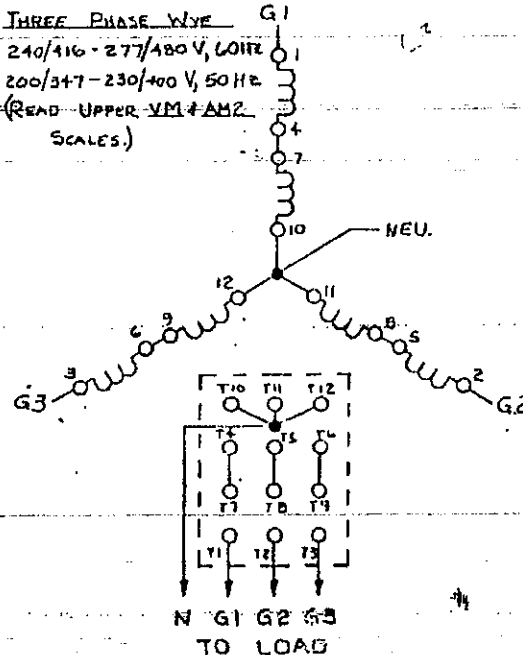 THREE PHASE WYE
240/416 - 277/480 V, 60HZ
200/347 - 230/400 V, 50 HZ
(READ UPPER VM & AM2
SCALES.)
G1
1
4
7
10
NEU.
12
11
9
6
8
5
3
2
G3
G2
T10 T11 T12
T4 T5 T6
T7 T8 T9
T1 T2 T3
N G1 G2 G3
TO LOAD